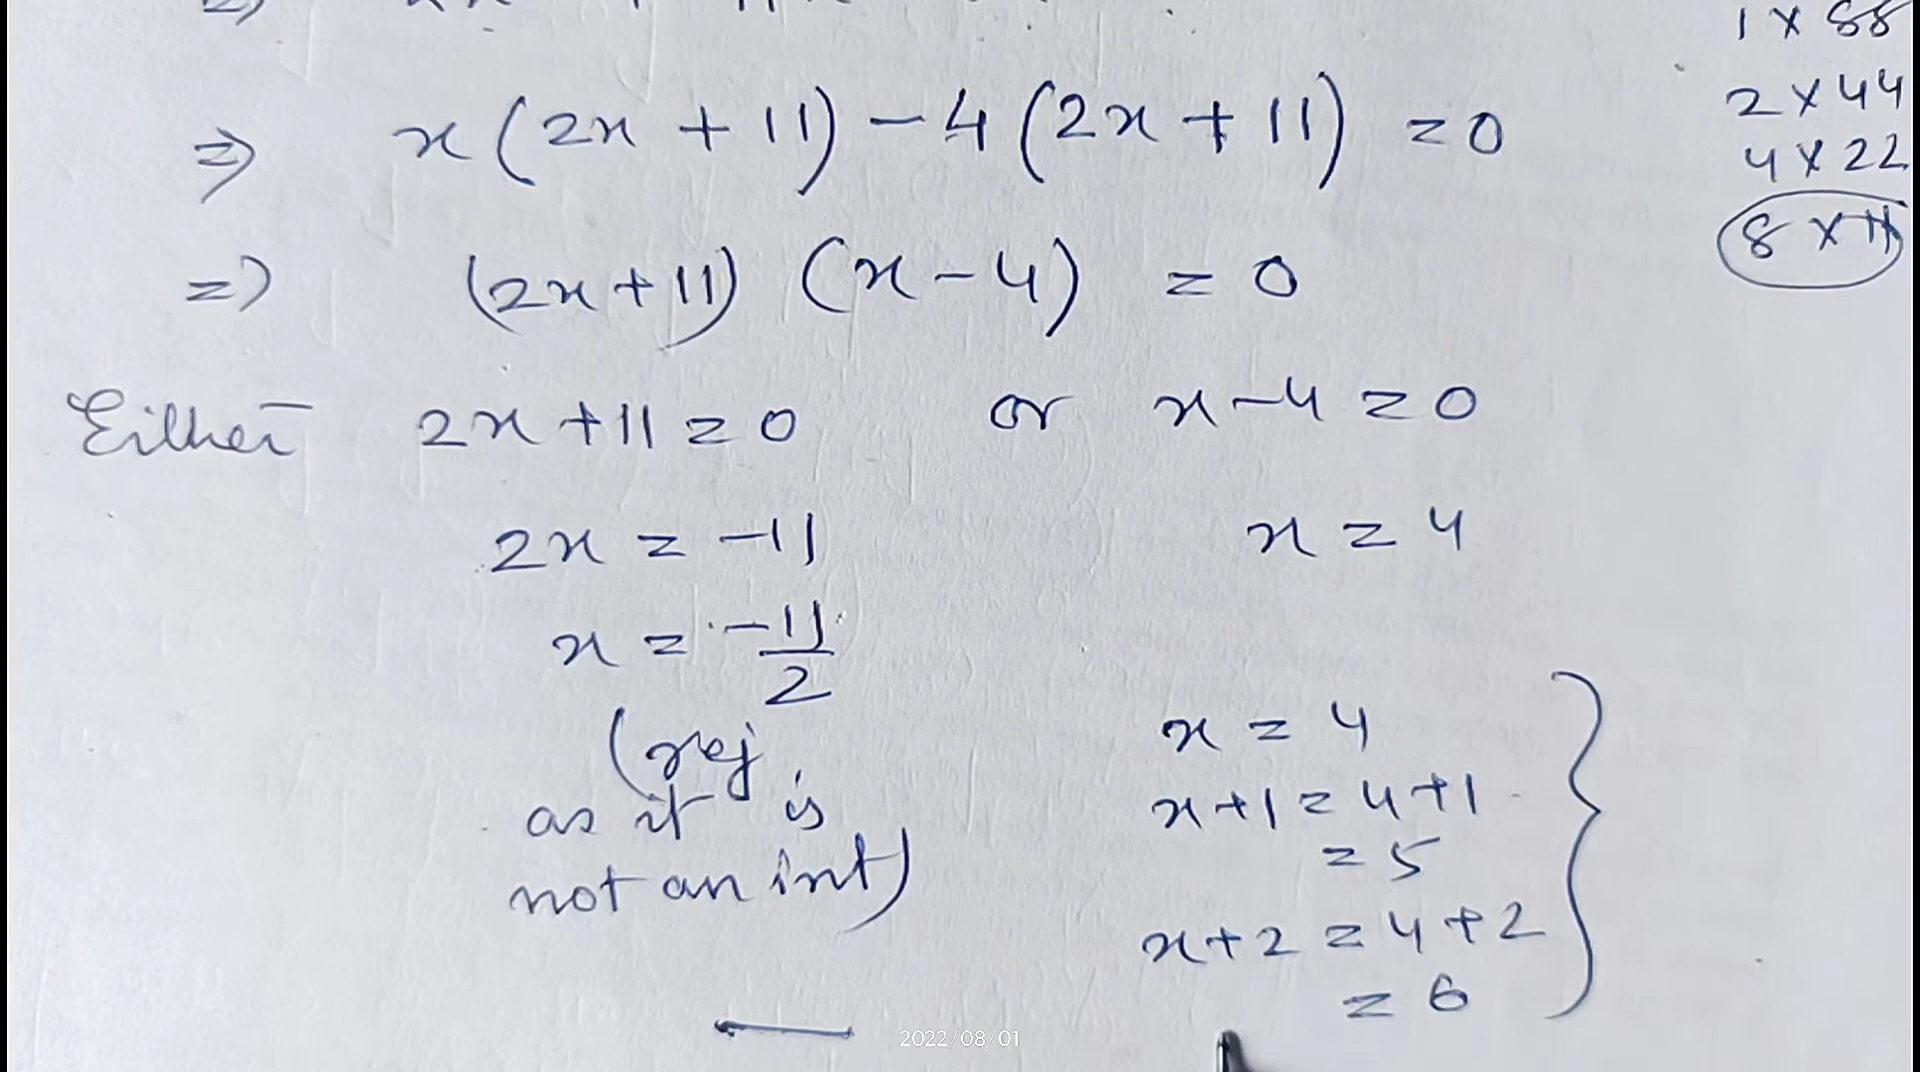 1 x 88
⇒ x(2x + 11) - 4(2x + 11) = 0
2 x 44
4 x 22
⇒ (2x+11) (x-4) = 0
8 x 11
Either 2x + 11 = 0 or x-4 = 0
2x = -11 x = 4
x = -11/2
(rej x = 4
as it is x+1 = 4+1
= 5
not an int)
x+2 = 4+2
= 6
2022/08/01